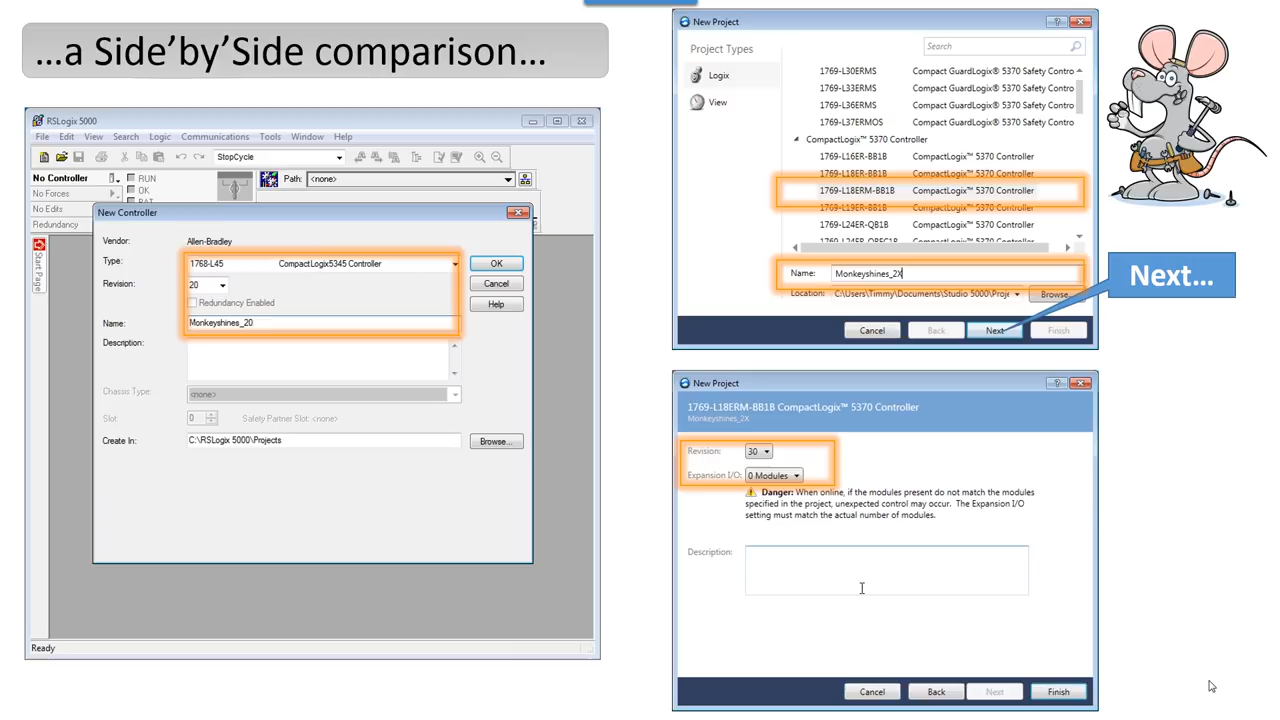 …a Side’by’Side comparison…
RSLogix 5000
File Edit View Search Logic Communications Tools Window Help
StopCycle
No Controller
RUN
Path: <none>
No Forces
OK
No Edits
Redundancy
Start Page
New Controller
Vendor: Allen-Bradley
Type: 1768-L45 CompactLogix5345 Controller OK
Revision: 20 Cancel
Redundancy Enabled Help
Name: Monkeyshines_20
Description:
Chassis Type: <none>
Slot: 0 Safety Partner Slot: <none>
Create In: C:\RSLogix 5000\Projects Browse...
Ready
New Project
Project Types Search
Logix
View
1769-L30ERMS Compact GuardLogix® 5370 Safety Contro
1769-L33ERMS Compact GuardLogix® 5370 Safety Contro
1769-L36ERMS Compact GuardLogix® 5370 Safety Contro
1769-L37ERMOS Compact GuardLogix® 5370 Safety Contro
CompactLogix™ 5370 Controller
1769-L16ER-BB1B CompactLogix™ 5370 Controller
1769-L18ER-BB1B CompactLogix™ 5370 Controller
1769-L18ERM-BB1B CompactLogix™ 5370 Controller
1769-L19ER-BB1B CompactLogix™ 5370 Controller
1769-L24ER-QB1B CompactLogix™ 5370 Controller
Name: Monkeyshines_2X
Location: C:\Users\Timmy\Documents\Studio 5000\Proje Browse...
Cancel Back Next Finish
Next…
New Project
1769-L18ERM-BB1B CompactLogix™ 5370 Controller
Monkeyshines_2X
Revision: 30
Expansion I/O: 0 Modules
Danger: When online, if the modules present do not match the modules
specified in the project, unexpected control may occur. The Expansion I/O
setting must match the actual number of modules.
Description:
Cancel Back Next Finish